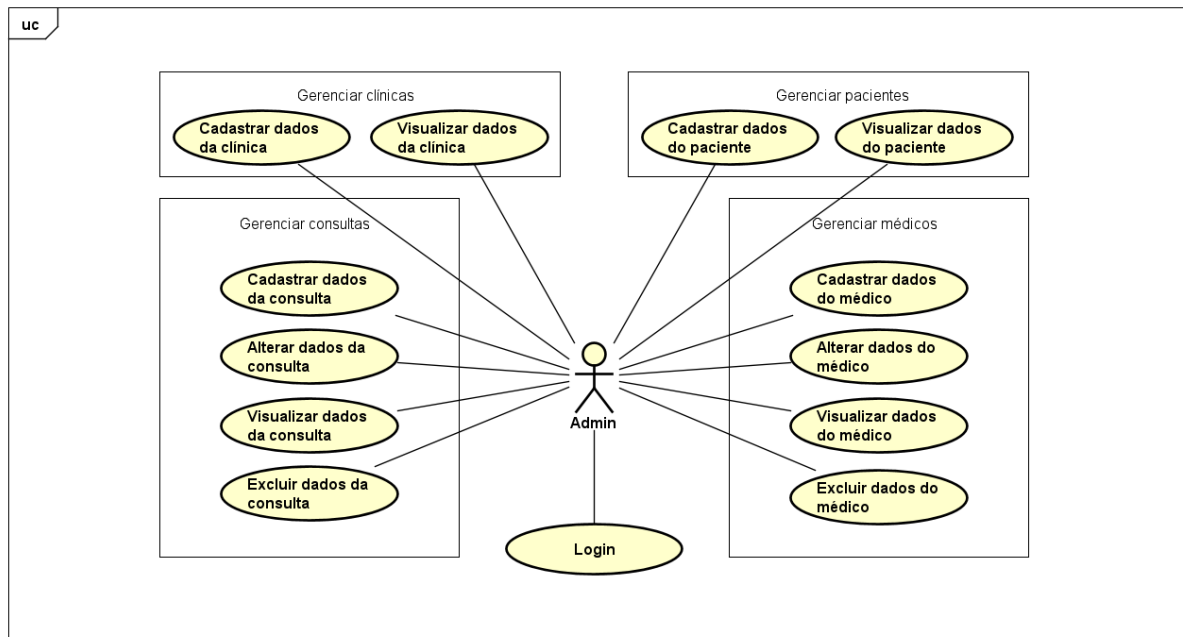 uc
Gerenciar clínicas
Cadastrar dados
da clínica
Visualizar dados
da clínica
Gerenciar pacientes
Cadastrar dados
do paciente
Visualizar dados
do paciente
Gerenciar consultas
Cadastrar dados
da consulta
Alterar dados da
consulta
Visualizar dados
da consulta
Excluir dados da
consulta
Gerenciar médicos
Cadastrar dados
do médico
Alterar dados do
médico
Visualizar dados
do médico
Excluir dados do
médico
Admin
Login